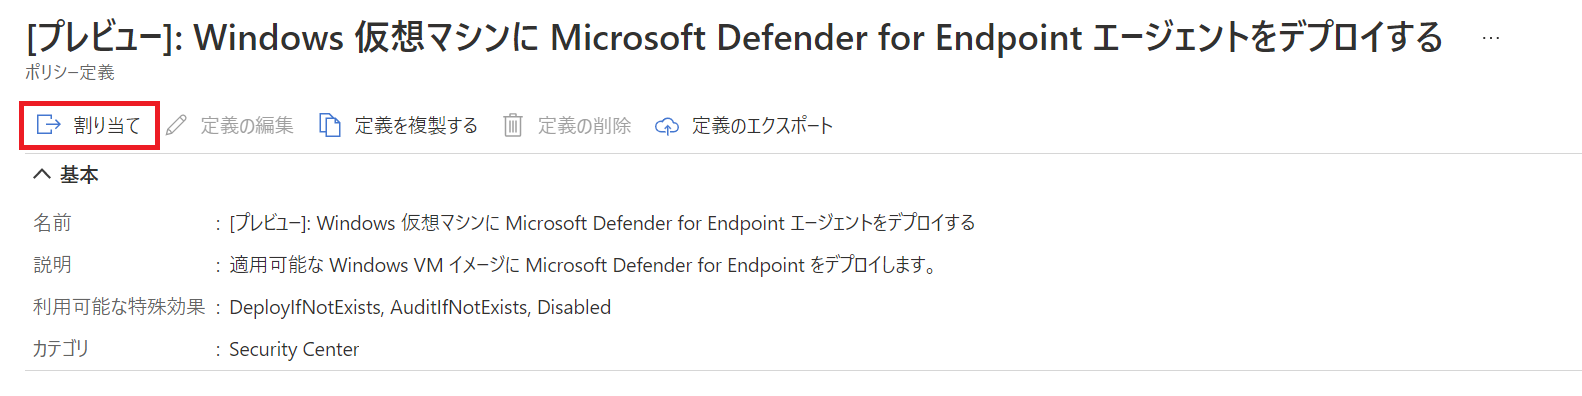 [プレビュー]: Windows 仮想マシンに Microsoft Defender for Endpoint エージェントをデプロイする ...
ポリシー定義
割り当て 定義の編集 定義を複製する 定義の削除 定義のエクスポート
基本
名前 : [プレビュー]: Windows 仮想マシンに Microsoft Defender for Endpoint エージェントをデプロイする
説明 : 適用可能な Windows VM イメージに Microsoft Defender for Endpoint をデプロイします。
利用可能な特殊効果 : DeployIfNotExists, AuditIfNotExists, Disabled
カテゴリ : Security Center